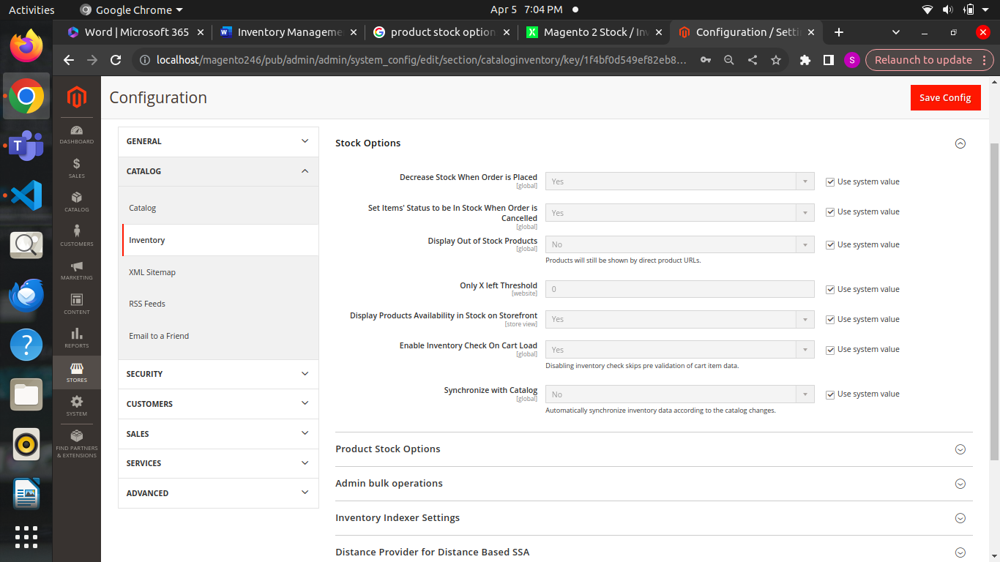 Activities
Google Chrome
Apr 5 7:04 PM
Word | Microsoft 365
Inventory Manageme
product stock option
Magento 2 Stock / Inv
Configuration / Setti
localhost/magento246/pub/admin/admin/system_config/edit/section/cataloginventory/key/1f4bf0d549ef82eb8...
S
Relaunch to update
DASHBOARD
SALES
CATALOG
CUSTOMERS
MARKETING
CONTENT
REPORTS
STORES
SYSTEM
FIND PARTNERS
& EXTENSIONS
Configuration
Save Config
GENERAL
CATALOG
Catalog
Inventory
XML Sitemap
RSS Feeds
Email to a Friend
SECURITY
CUSTOMERS
SALES
SERVICES
ADVANCED
Stock Options
Decrease Stock When Order is Placed
[global]
Yes
Use system value
Set Items' Status to be In Stock When Order is
Cancelled
[global]
Yes
Use system value
Display Out of Stock Products
[global]
No
Use system value
Products will still be shown by direct product URLs.
Only X left Threshold
[website]
0
Use system value
Display Products Availability in Stock on Storefront
[store view]
Yes
Use system value
Enable Inventory Check On Cart Load
[global]
Yes
Use system value
Disabling inventory check skips pre validation of cart item data.
Synchronize with Catalog
[global]
No
Use system value
Automatically synchronize inventory data according to the catalog changes.
Product Stock Options
Admin bulk operations
Inventory Indexer Settings
Distance Provider for Distance Based SSA